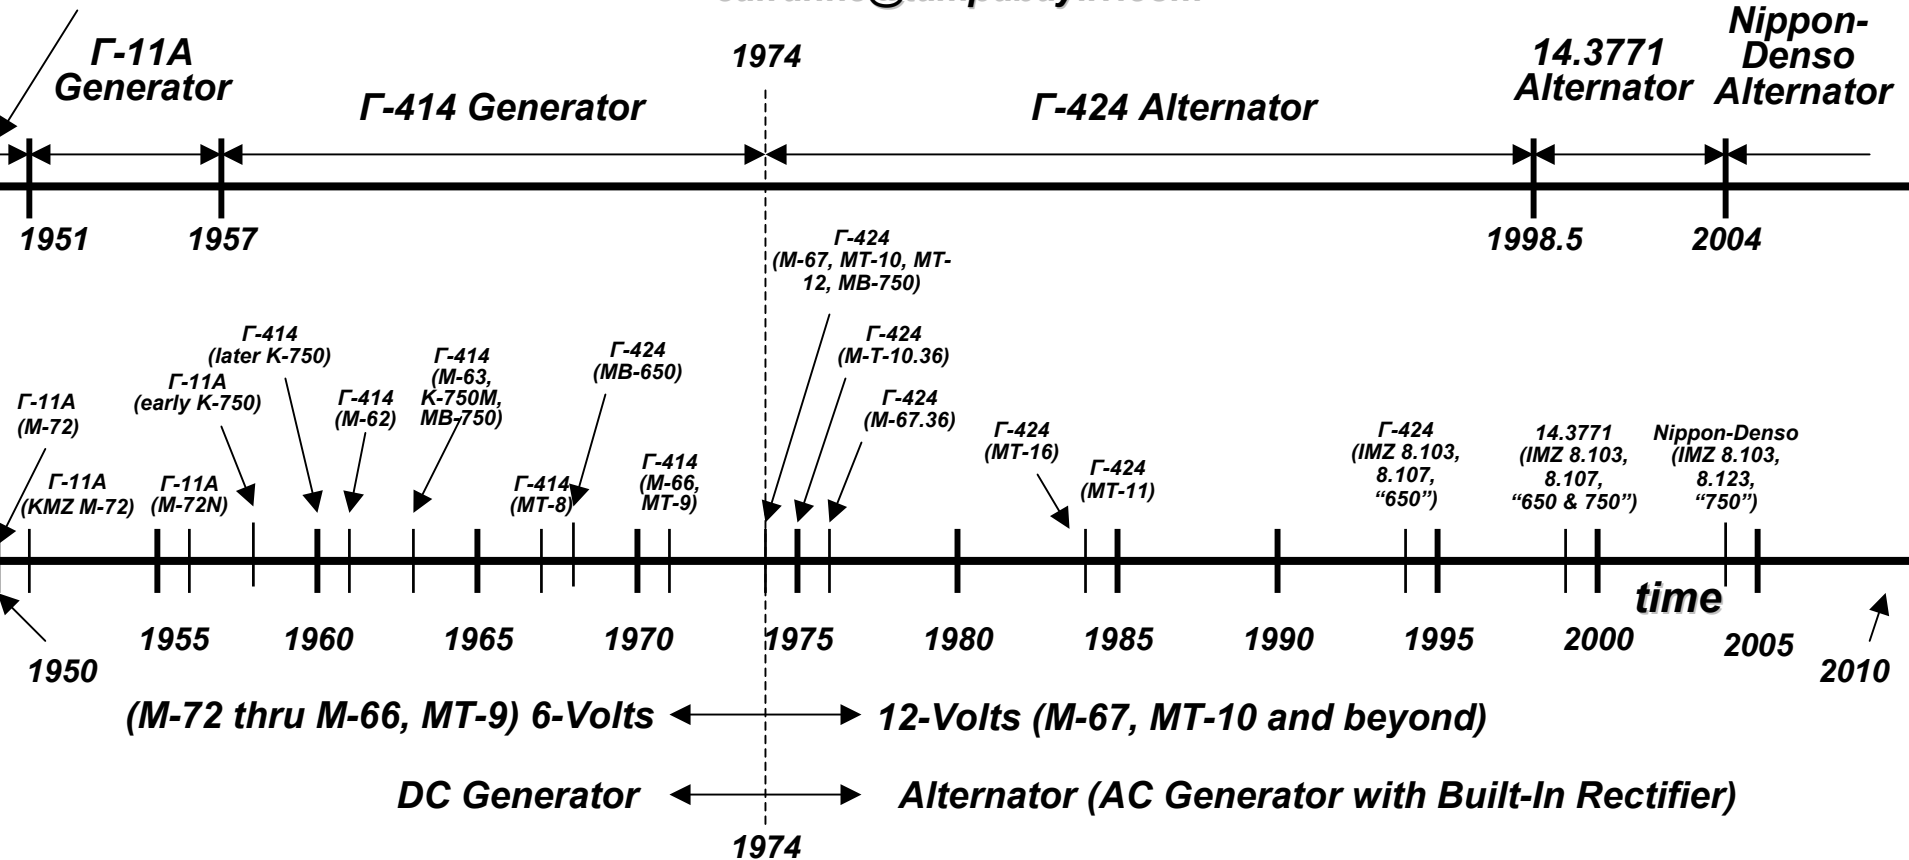 Г-11A
Generator
Г-414 Generator
1974
Г-424 Alternator
14.3771
Alternator
Nippon-
Denso
Alternator
1951
1957
1998.5
2004
Г-424
(M-67, MT-10, MT-
12, MB-750)
Г-11A
(M-72)
Г-11A
(KMZ M-72)
Г-11A
(M-72N)
Г-11A
(early K-750)
Г-414
(later K-750)
Г-414
(M-62)
Г-414
(M-63,
K-750M,
MB-750)
Г-414
(MT-8)
Г-424
(MB-650)
Г-414
(M-66,
MT-9)
Г-424
(M-T-10.36)
Г-424
(M-67.36)
Г-424
(MT-16)
Г-424
(MT-11)
Г-424
(IMZ 8.103,
8.107,
“650”)
14.3771
(IMZ 8.103,
8.107,
“650 & 750”)
Nippon-Denso
(IMZ 8.103,
8.123,
“750”)
time
1950
1955
1960
1965
1970
1975
1980
1985
1990
1995
2000
2005
2010
(M-72 thru M-66, MT-9) 6-Volts
12-Volts (M-67, MT-10 and beyond)
DC Generator
Alternator (AC Generator with Built-In Rectifier)
1974